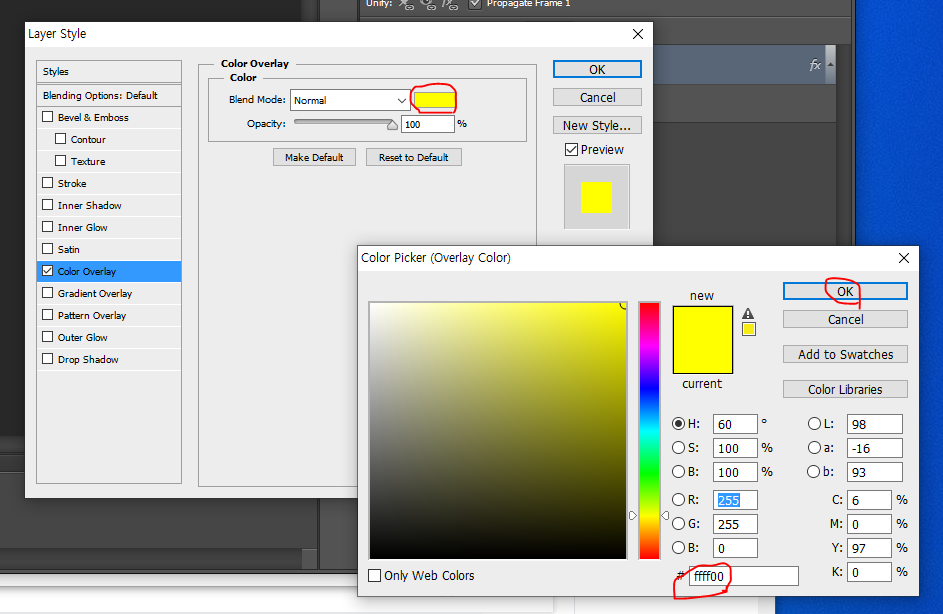 Unify:
Propagate Frame 1
Layer Style
Styles
Blending Options: Default
Bevel & Emboss
Contour
Texture
Stroke
Inner Shadow
Inner Glow
Satin
Color Overlay
Gradient Overlay
Pattern Overlay
Outer Glow
Drop Shadow
Color Overlay
Color
Blend Mode: Normal
Opacity: 100 %
Make Default Reset to Default
OK
Cancel
New Style...
Preview
fx
Color Picker (Overlay Color)
new
current
OK
Cancel
Add to Swatches
Color Libraries
H: 60 °
S: 100 %
B: 100 %
R: 255
G: 255
B: 0
# ffff00
L: 98
a: -16
b: 93
C: 6 %
M: 0 %
Y: 97 %
K: 0 %
Only Web Colors